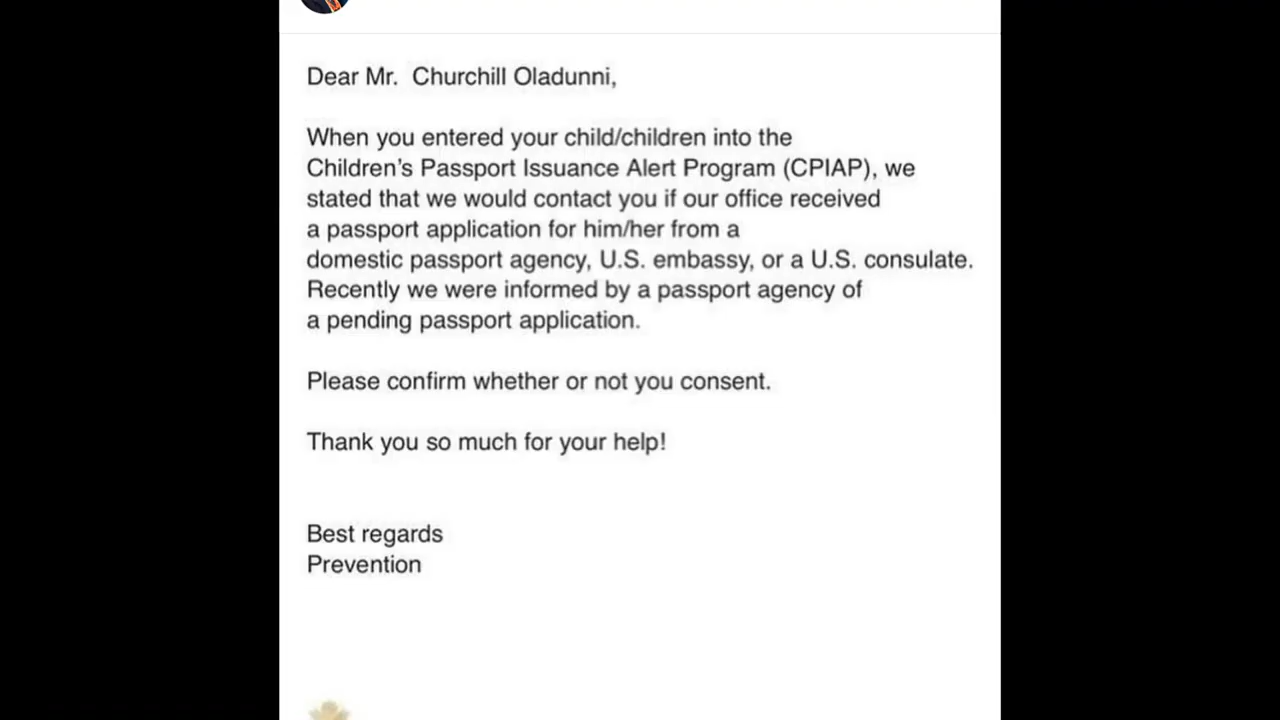 Dear Mr.  Churchill Oladunni,
When you entered your child/children into the
Children’s Passport Issuance Alert Program (CPIAP), we
stated that we would contact you if our office received
a passport application for him/her from a
domestic passport agency, U.S. embassy, or a U.S. consulate.
Recently we were informed by a passport agency of
a pending passport application.
Please confirm whether or not you consent.
Thank you so much for your help!
Best regards
Prevention